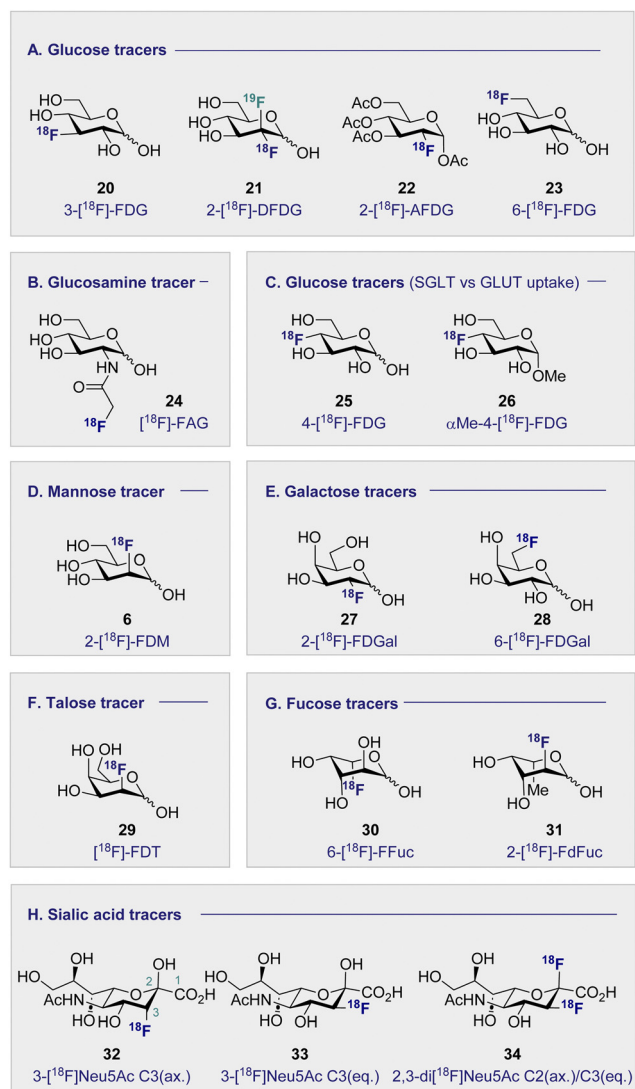 A. Glucose tracers
HO
HO
18F
O
HO
OH
20
3-[18F]-FDG
HO
19F
HO
HO
O
18F
OH
21
2-[18F]-DFDG
AcO
AcO
AcO
O
18F
OAc
22
2-[18F]-AFDG
18F
HO
HO
O
HO
OH
23
6-[18F]-FDG
B. Glucosamine tracer
HO
HO
HO
O
OH
HN
O
18F
24
[18F]-FAG
C. Glucose tracers (SGLT vs GLUT uptake)
HO
18F
HO
O
HO
OH
25
4-[18F]-FDG
HO
18F
HO
O
HO
OMe
26
αMe-4-[18F]-FDG
D. Mannose tracer
HO
18F
HO
HO
O
OH
6
2-[18F]-FDM
E. Galactose tracers
HO
OH
HO
O
18F
OH
27
2-[18F]-FDGal
HO
18F
HO
O
HO
OH
28
6-[18F]-FDGal
F. Talose tracer
OH
HO
18F
HO
O
OH
29
[18F]-FDT
G. Fucose tracers
OH
HO
O
18F
HO
OH
30
6-[18F]-FFuc
18F
HO
O
OH
HO
Me
31
2-[18F]-FdFuc
H. Sialic acid tracers
OH
HO
OH
2
1
O
CO2H
AcHN
HO
HO
3
18F
32
3-[18F]Neu5Ac C3(ax.)
OH
HO
OH
O
CO2H
AcHN
HO
OH
18F
33
3-[18F]Neu5Ac C3(eq.)
OH
HO
18F
O
CO2H
AcHN
HO
OH
18F
34
2,3-di[18F]Neu5Ac C2(ax.)/C3(eq.)